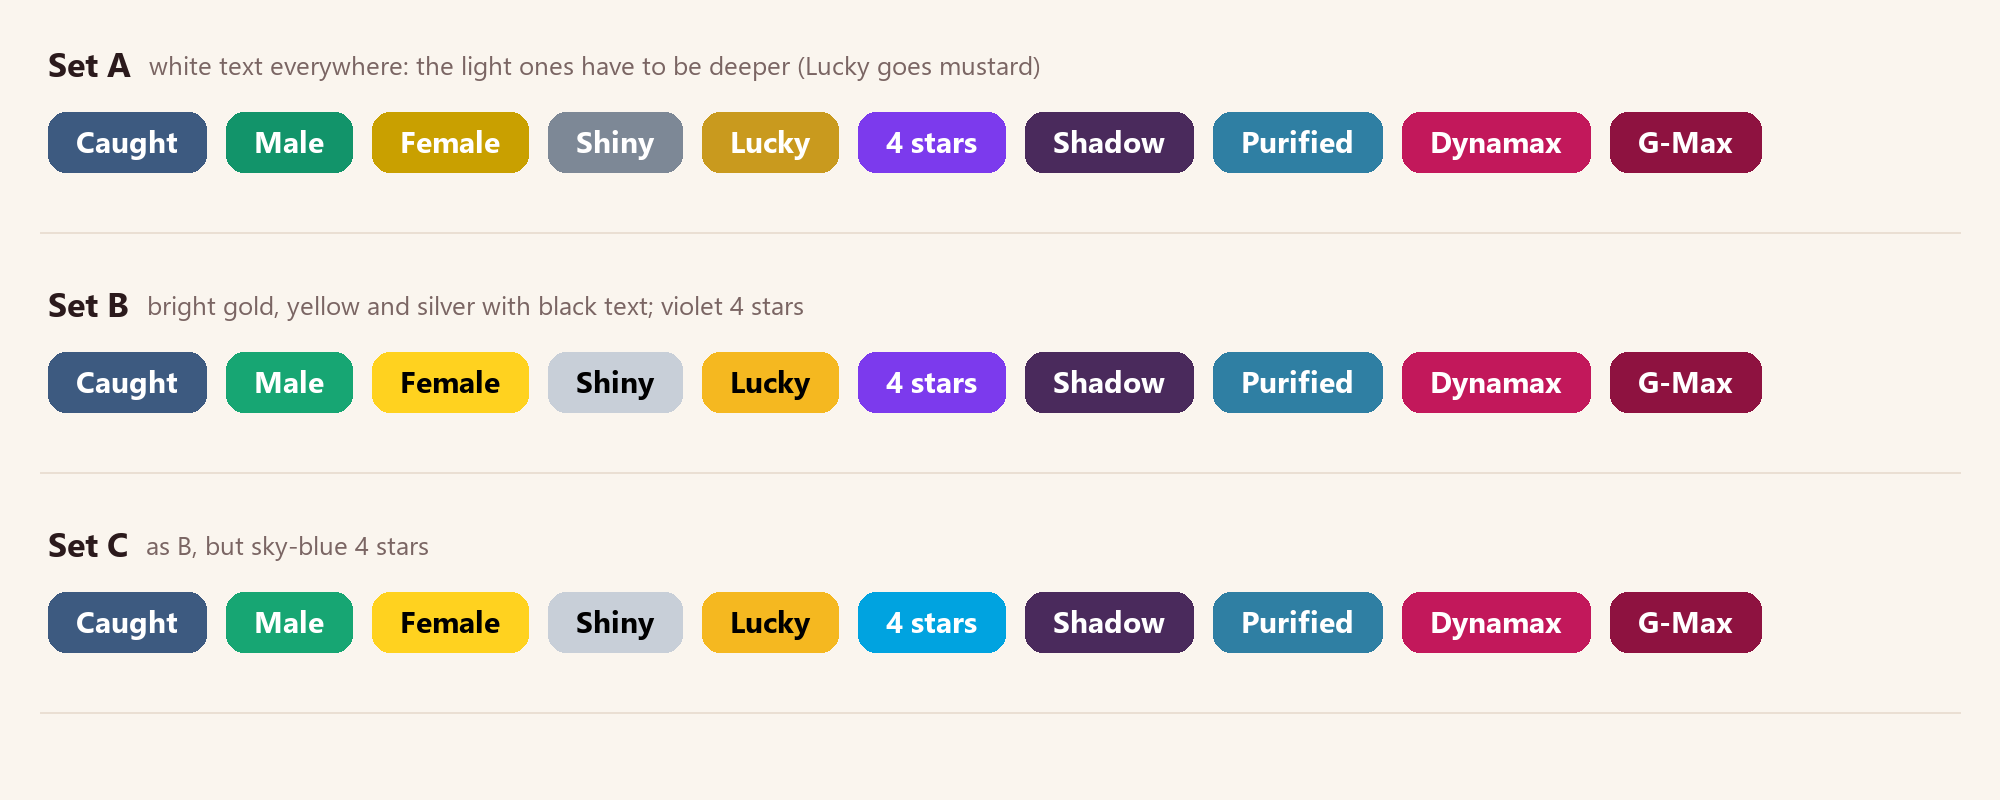 Set A white text everywhere: the light ones have to be deeper (Lucky goes mustard)
Caught Male Female Shiny Lucky 4 stars Shadow Purified Dynamax G-Max
Set B bright gold, yellow and silver with black text; violet 4 stars
Caught Male Female Shiny Lucky 4 stars Shadow Purified Dynamax G-Max
Set C as B, but sky-blue 4 stars
Caught Male Female Shiny Lucky 4 stars Shadow Purified Dynamax G-Max